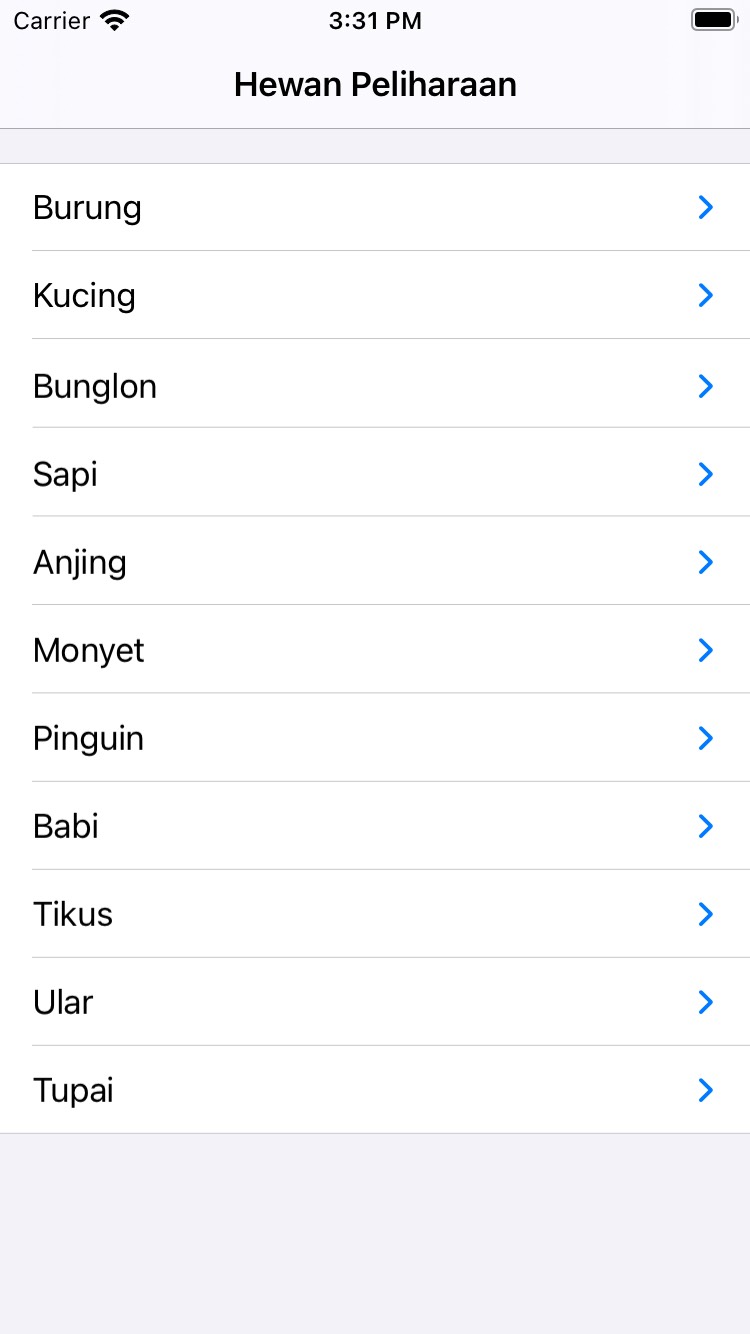 Carrier 3:31 PM
Hewan Peliharaan
Burung
Kucing
Bunglon
Sapi
Anjing
Monyet
Pinguin
Babi
Tikus
Ular
Tupai